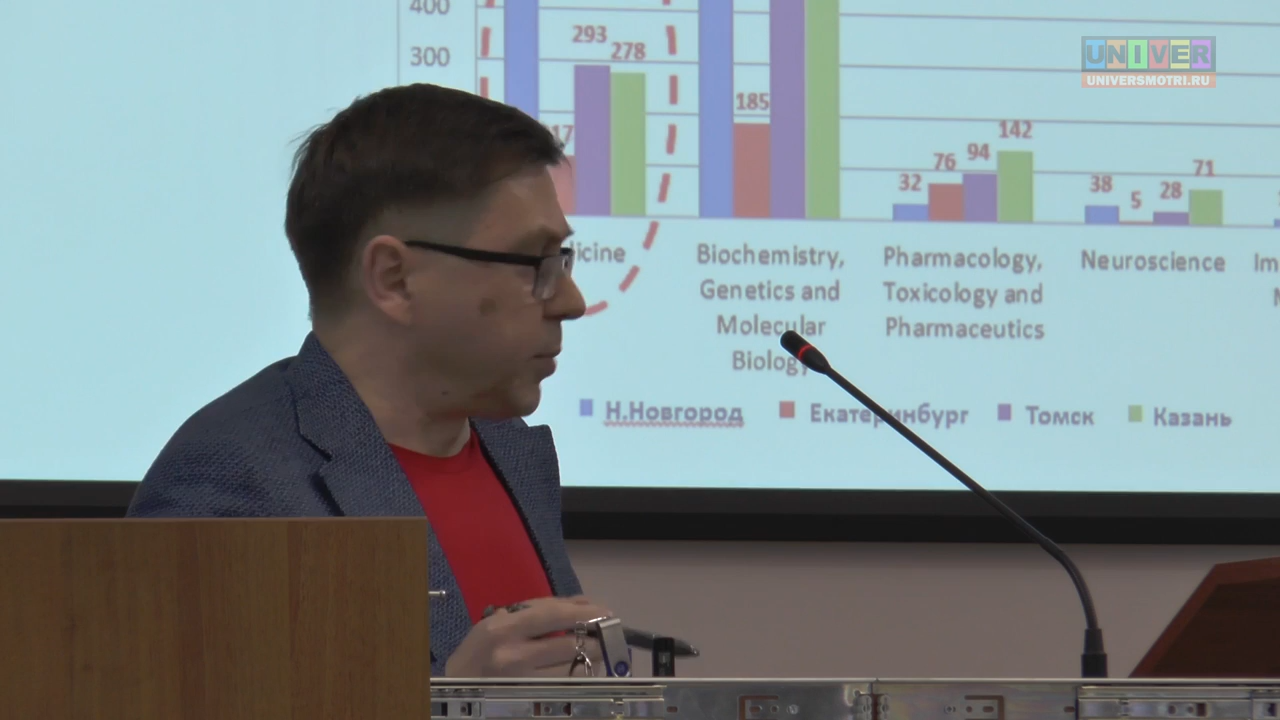 400
UNIVER
UNIVERSMOTRI.RU
293
278
300
185
142
94
76
71
32
38
28
5
Biochemistry,
Genetics and
Molecular
Biology
Pharmacology,
Toxicology and
Pharmaceutics
Neuroscience
Н.Новгород
Екатеринбург
Томск
Казань